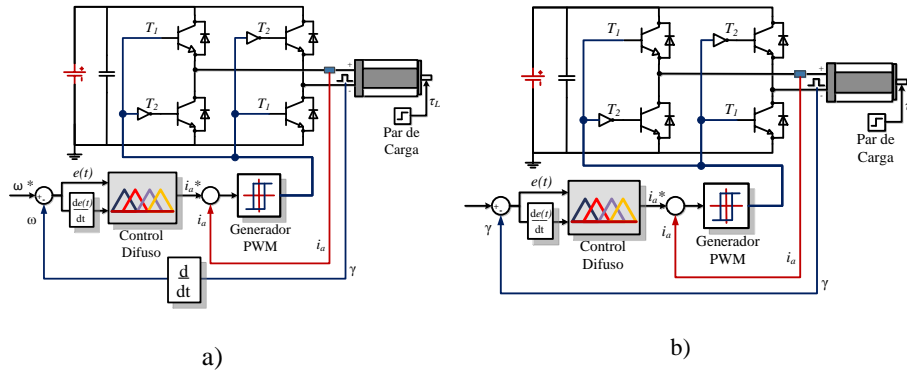 T1
T2
T2
T1
+
-
τL
Par de
Carga
ω*
e(t)
+
-
ω
de(t)
dt
Control
Difuso
ia*
ia
Generador
PWM
ia
γ
d
dt
a)
T1
T2
T2
T1
+
-
Par de
Carga
e(t)
+
-
γ
de(t)
dt
Control
Difuso
ia*
ia
Generador
PWM
ia
γ
b)